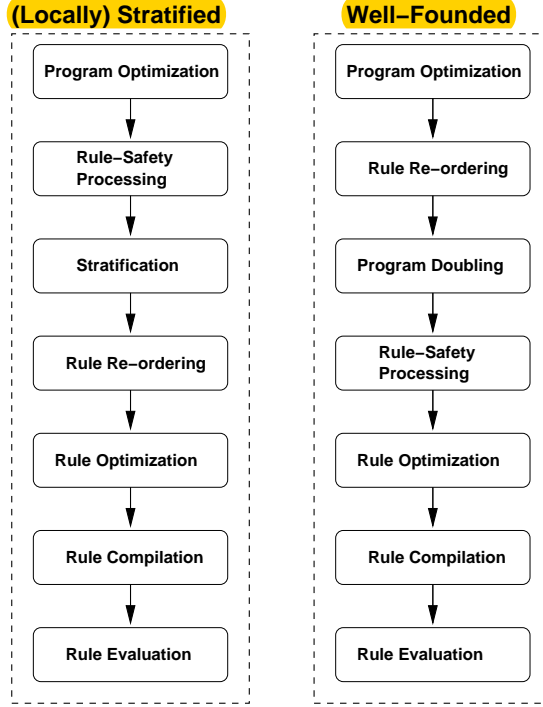 (Locally) Stratified
Program Optimization
Rule−Safety
Processing
Stratification
Rule Re−ordering
Rule Optimization
Rule Compilation
Rule Evaluation
Well−Founded
Program Optimization
Rule Re−ordering
Program Doubling
Rule−Safety
Processing
Rule Optimization
Rule Compilation
Rule Evaluation